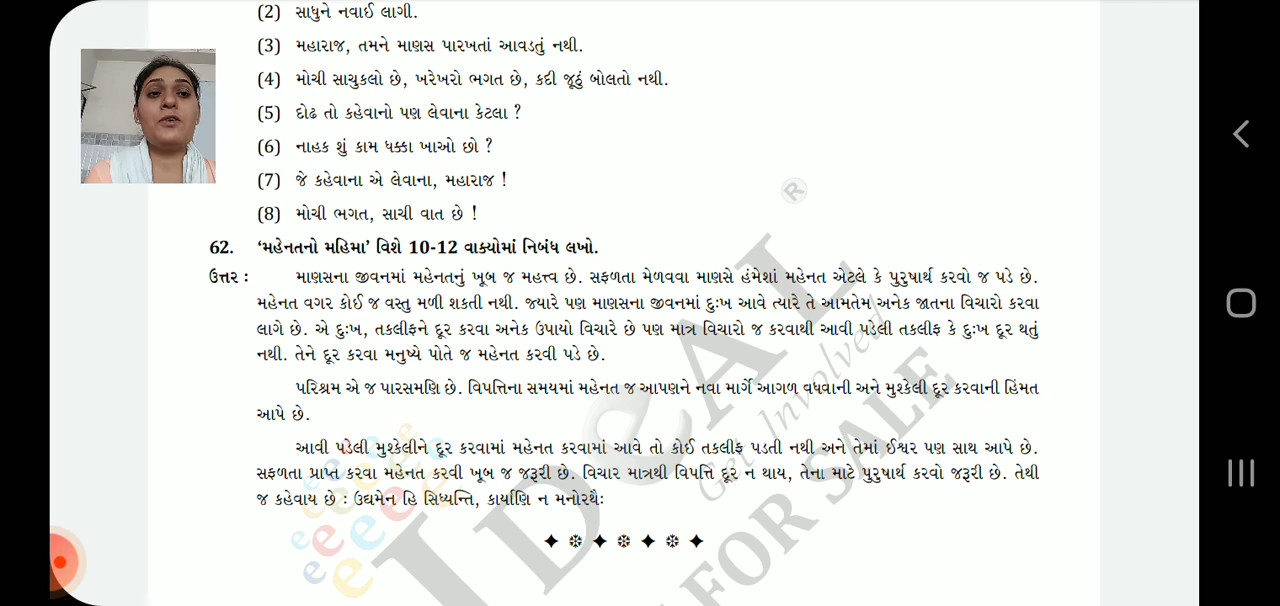 (2) સાધુને નવાઈ લાગી.
(3) મહારાજ, તમને માણસ પારખતાં આવડતું નથી.
(4) મોચી સાચુકલો છે, ખરેખરો ભગત છે, કદી જૂઠું બોલતો નથી.
(5) દોઢ તો કહેવાનો પણ લેવાના કેટલા ?
(6) નાહક શું કામ ધક્કા ખાઓ છો ?
(7) જે કહેવાના એ લેવાના, મહારાજ !
(8) મોચી ભગત, સાચી વાત છે !
62. ‘મહેનતનો મહિમા’ વિશે 10-12 વાક્યોમાં નિબંધ લખો.
ઉત્તર : માણસના જીવનમાં મહેનતનું ખૂબ જ મહત્ત્વ છે. સફળતા મેળવવા માણસે હંમેશાં મહેનત એટલે કે પુરુષાર્થ કરવો જ પડે છે.
મહેનત વગર કોઈ જ વસ્તુ મળી શકતી નથી. જ્યારે પણ માણસના જીવનમાં દુઃખ આવે ત્યારે તે આમતેમ અનેક જાતના વિચારો કરવા
લાગે છે. એ દુઃખ, તકલીફને દૂર કરવા અનેક ઉપાયો વિચારે છે પણ માત્ર વિચારો જ કરવાથી આવી પડેલી તકલીફ કે દુઃખ દૂર થતું
નથી. તેને દૂર કરવા મનુષ્યે પોતે જ મહેનત કરવી પડે છે.
પરિશ્રમ એ જ પારસમણિ છે. વિપત્તિના સમયમાં મહેનત જ આપણને નવા માર્ગે આગળ વધવાની અને મુશ્કેલી દૂર કરવાની હિંમત
આપે છે.
આવી પડેલી મુશ્કેલીને દૂર કરવામાં મહેનત કરવામાં આવે તો કોઈ તકલીફ પડતી નથી અને તેમાં ઈશ્વર પણ સાથ આપે છે.
સફળતા પ્રાપ્ત કરવા મહેનત કરવી ખૂબ જ જરૂરી છે. વિચાર માત્રથી વિપત્તિ દૂર ન થાય, તેના માટે પુરુષાર્થ કરવો જરૂરી છે. તેથી
જ કહેવાય છે : ઉદ્યમેન હિ સિધ્યન્તિ, કાર્યાણિ ન મનોરથૈઃ
IDeAL ®
Get Involved
FOR SALE